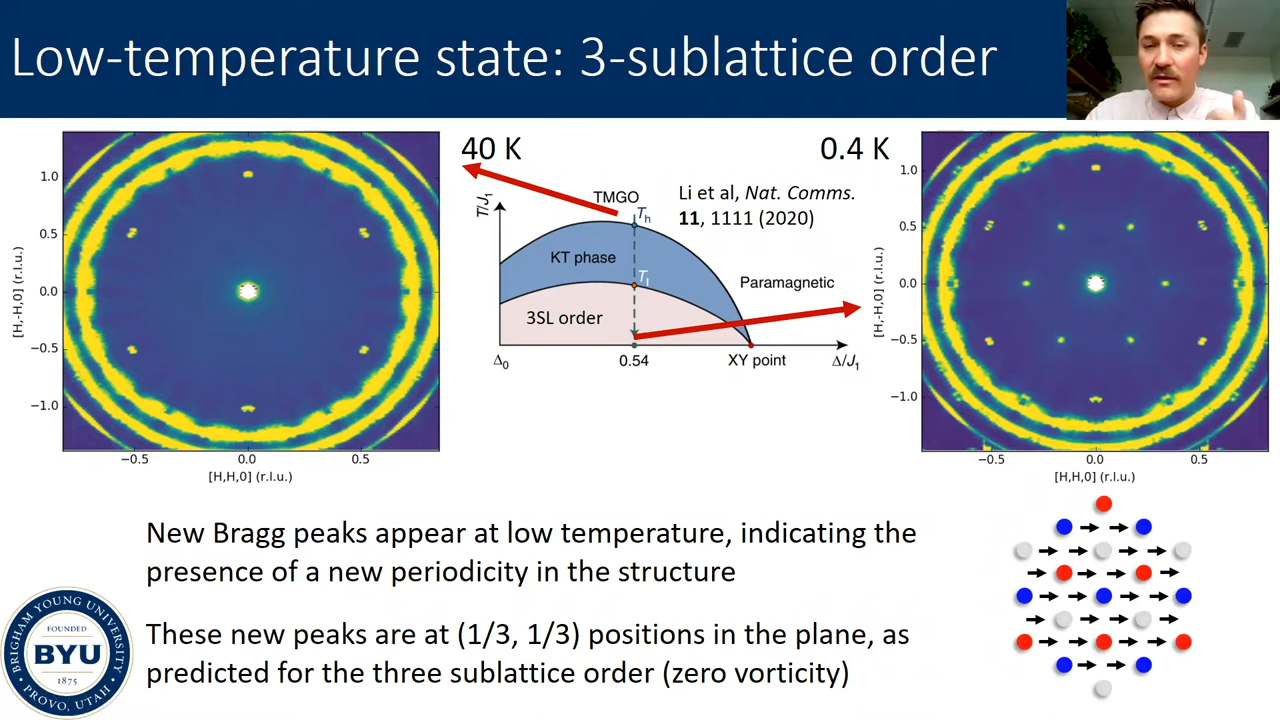 Low-temperature state: 3-sublattice order
40 K
0.4 K
1.0
0.5
0.0
−0.5
−1.0
[H,-H,0] (r.l.u.)
−0.5
0.0
0.5
[H,H,0] (r.l.u.)
TMGO
Li et al, Nat. Comms.
11, 1111 (2020)
T/J1
Th
KT phase
Tl
Paramagnetic
3SL order
Δ0
0.54
XY point
Δ/J1
1.0
0.5
0.0
−0.5
−1.0
[H,-H,0] (r.l.u.)
−0.5
0.0
0.5
[H,H,0] (r.l.u.)
New Bragg peaks appear at low temperature, indicating the
presence of a new periodicity in the structure
These new peaks are at (1/3, 1/3) positions in the plane, as
predicted for the three sublattice order (zero vorticity)
BRIGHAM YOUNG UNIVERSITY
FOUNDED
BYU
1875
PROVO, UTAH